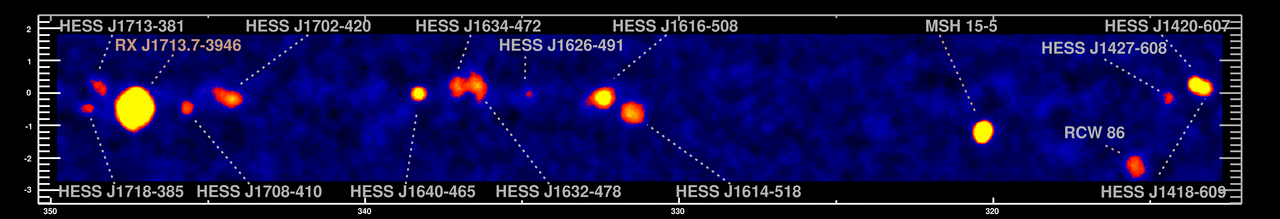 HESS J1713-381
HESS J1702-420
HESS J1634-472
HESS J1616-508
MSH 15-5
HESS J1420-607
RX J1713.7-3946
HESS J1626-491
HESS J1427-608
RCW 86
HESS J1718-385
HESS J1708-410
HESS J1640-465
HESS J1632-478
HESS J1614-518
HESS J1418-609
2
1
0
-1
-2
-3
350
340
330
320